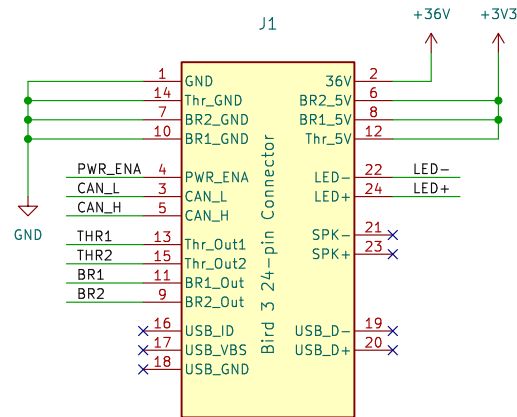 +36V
+3V3
J1
1 GND 36V 2
14 Thr_GND BR2_5V 6
7 BR2_GND BR1_5V 8
10 BR1_GND Thr_5V 12
PWR_ENA 4 PWR_ENA LED- 22 LED-
CAN_L 3 CAN_L LED+ 24 LED+
CAN_H 5 CAN_H
SPK- 21
GND
THR1 13 Thr_Out1
SPK+ 23
THR2 15 Thr_Out2
BR1 11 BR1_Out
BR2 9 BR2_Out
Bird 3 24-pin Connector
16 USB_ID USB_D- 19
17 USB_VBS USB_D+ 20
18 USB_GND